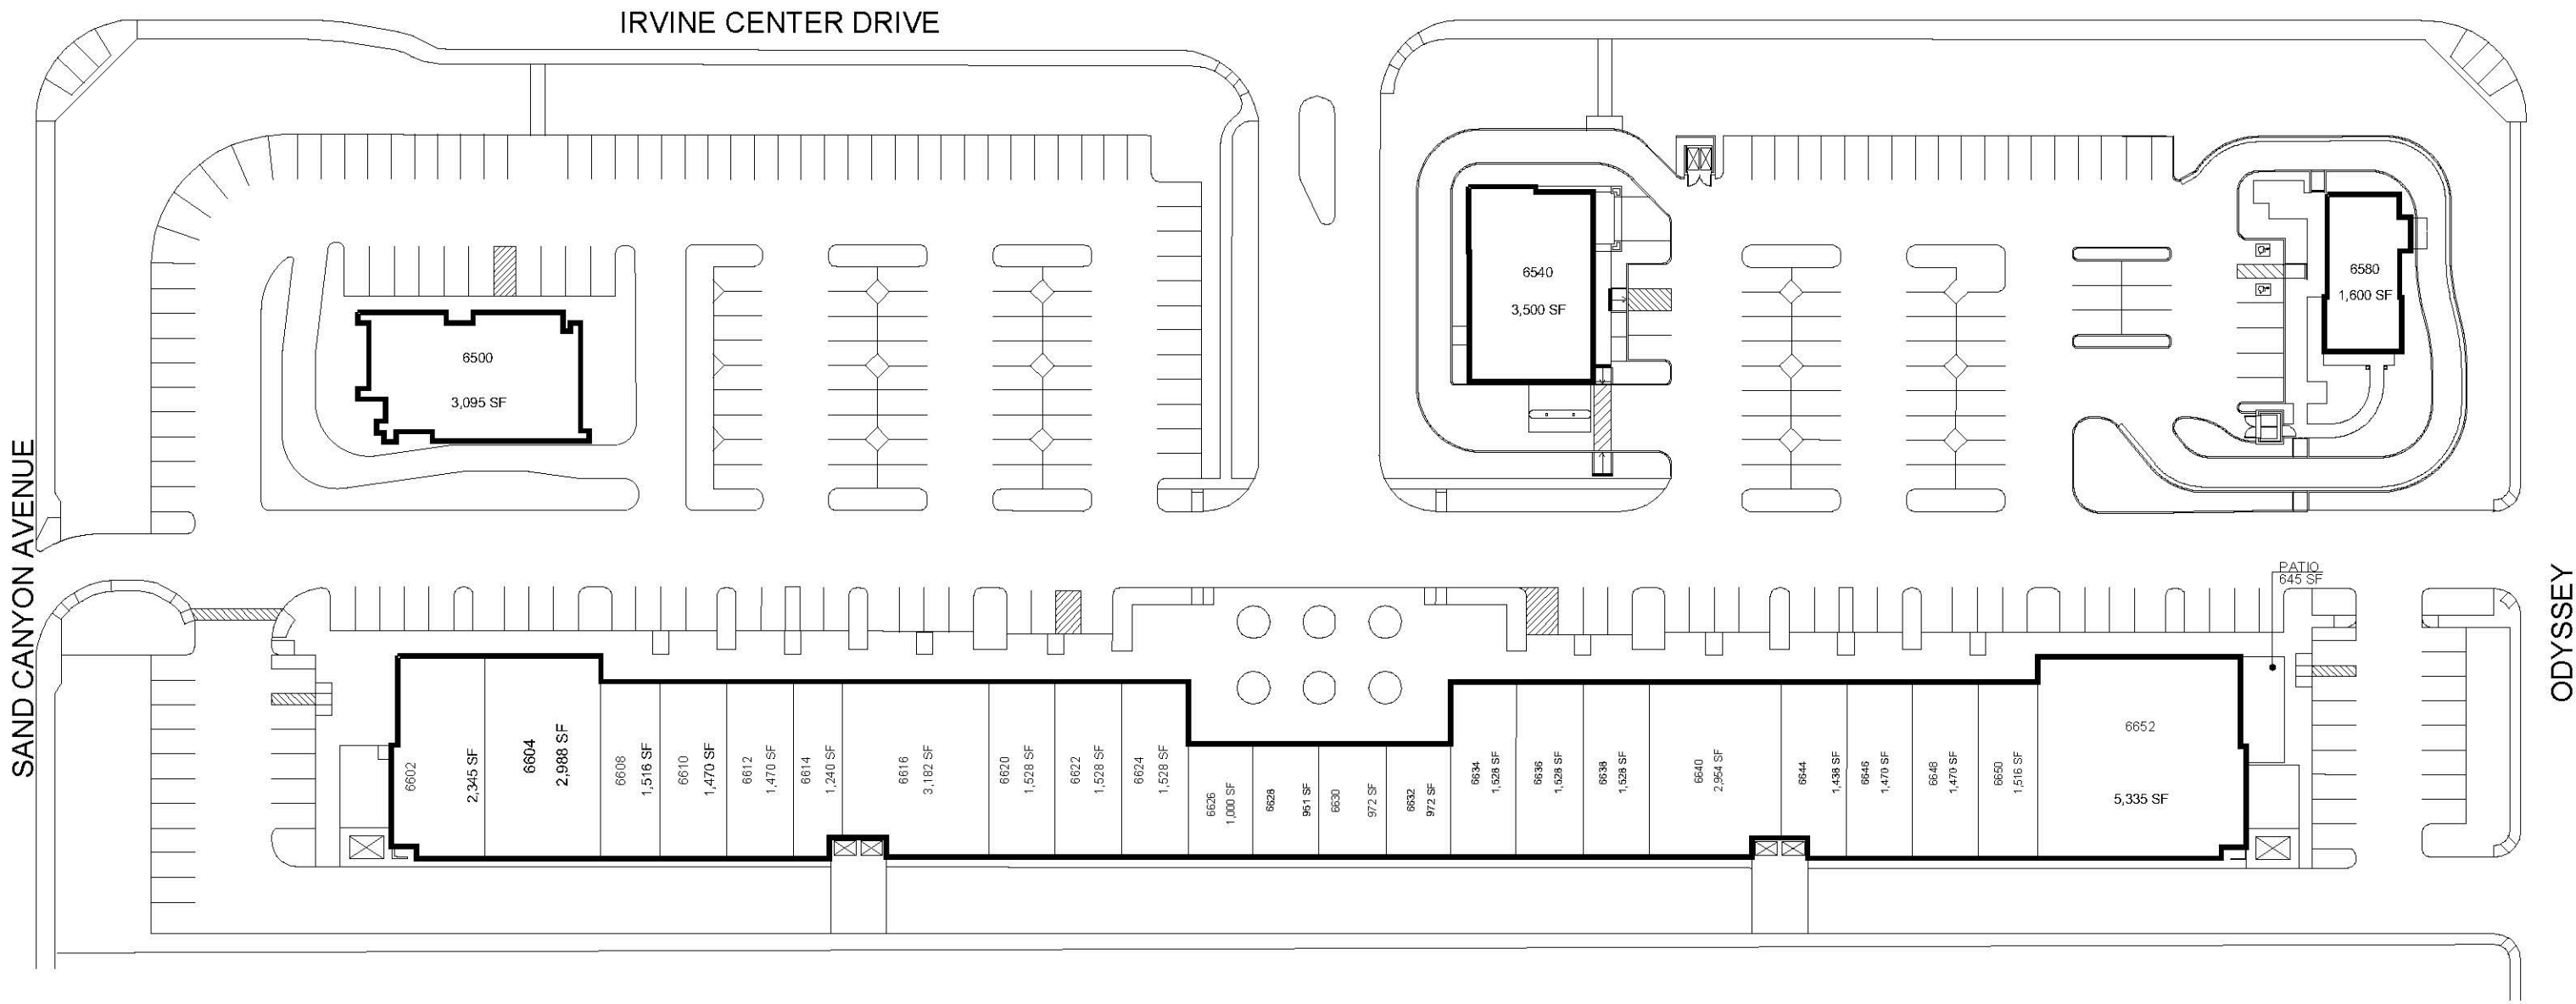 IRVINE CENTER DRIVE
SAND CANYON AVENUE
ODYSSEY
6500
3,095 SF
6540
3,500 SF
6580
1,600 SF
PATIO
645 SF
6602
2,345 SF
6604
2,988 SF
6608
1,516 SF
6610
1,470 SF
6612
1,470 SF
6614
1,240 SF
6616
3,182 SF
6620
1,528 SF
6622
1,528 SF
6624
1,528 SF
6626
1,000 SF
6628
951 SF
6630
972 SF
6632
972 SF
6634
1,528 SF
6636
1,528 SF
6638
1,528 SF
6640
2,954 SF
6644
1,438 SF
6646
1,470 SF
6648
1,470 SF
6650
1,516 SF
6652
5,335 SF